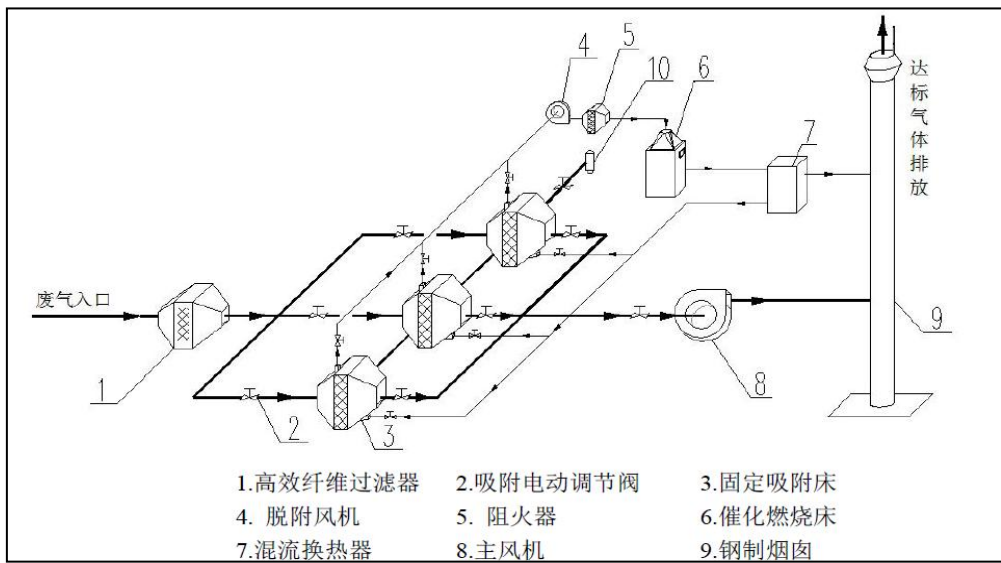 4
5
10
6
7
达标气体排放
废气入口
1
2
3
8
9
1.高效纤维过滤器 2.吸附电动调节阀 3.固定吸附床
4. 脱附风机 5. 阻火器 6.催化燃烧床
7.混流换热器 8.主风机 9.钢制烟囱